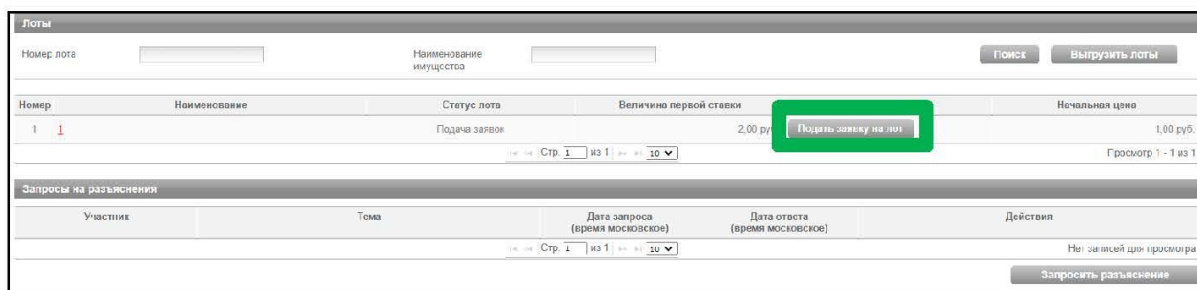 Лоты
Номер лота
Наименование имущества
Поиск
Выгрузить лоты
Номер Наименование Статус лота Величина первой ставки Начальная цена
1 1 Подача заявок 2,00 ру Подать заявку на лот 1,00 руб.
Стр. 1 из 1 10 Просмотр 1 - 1 из 1
Запросы на разъяснения
Участник Тема Дата запроса (время московское) Дата ответа (время московское) Действия
Стр. 1 из 1 10 Нет записей для просмотра
Запросить разъяснение